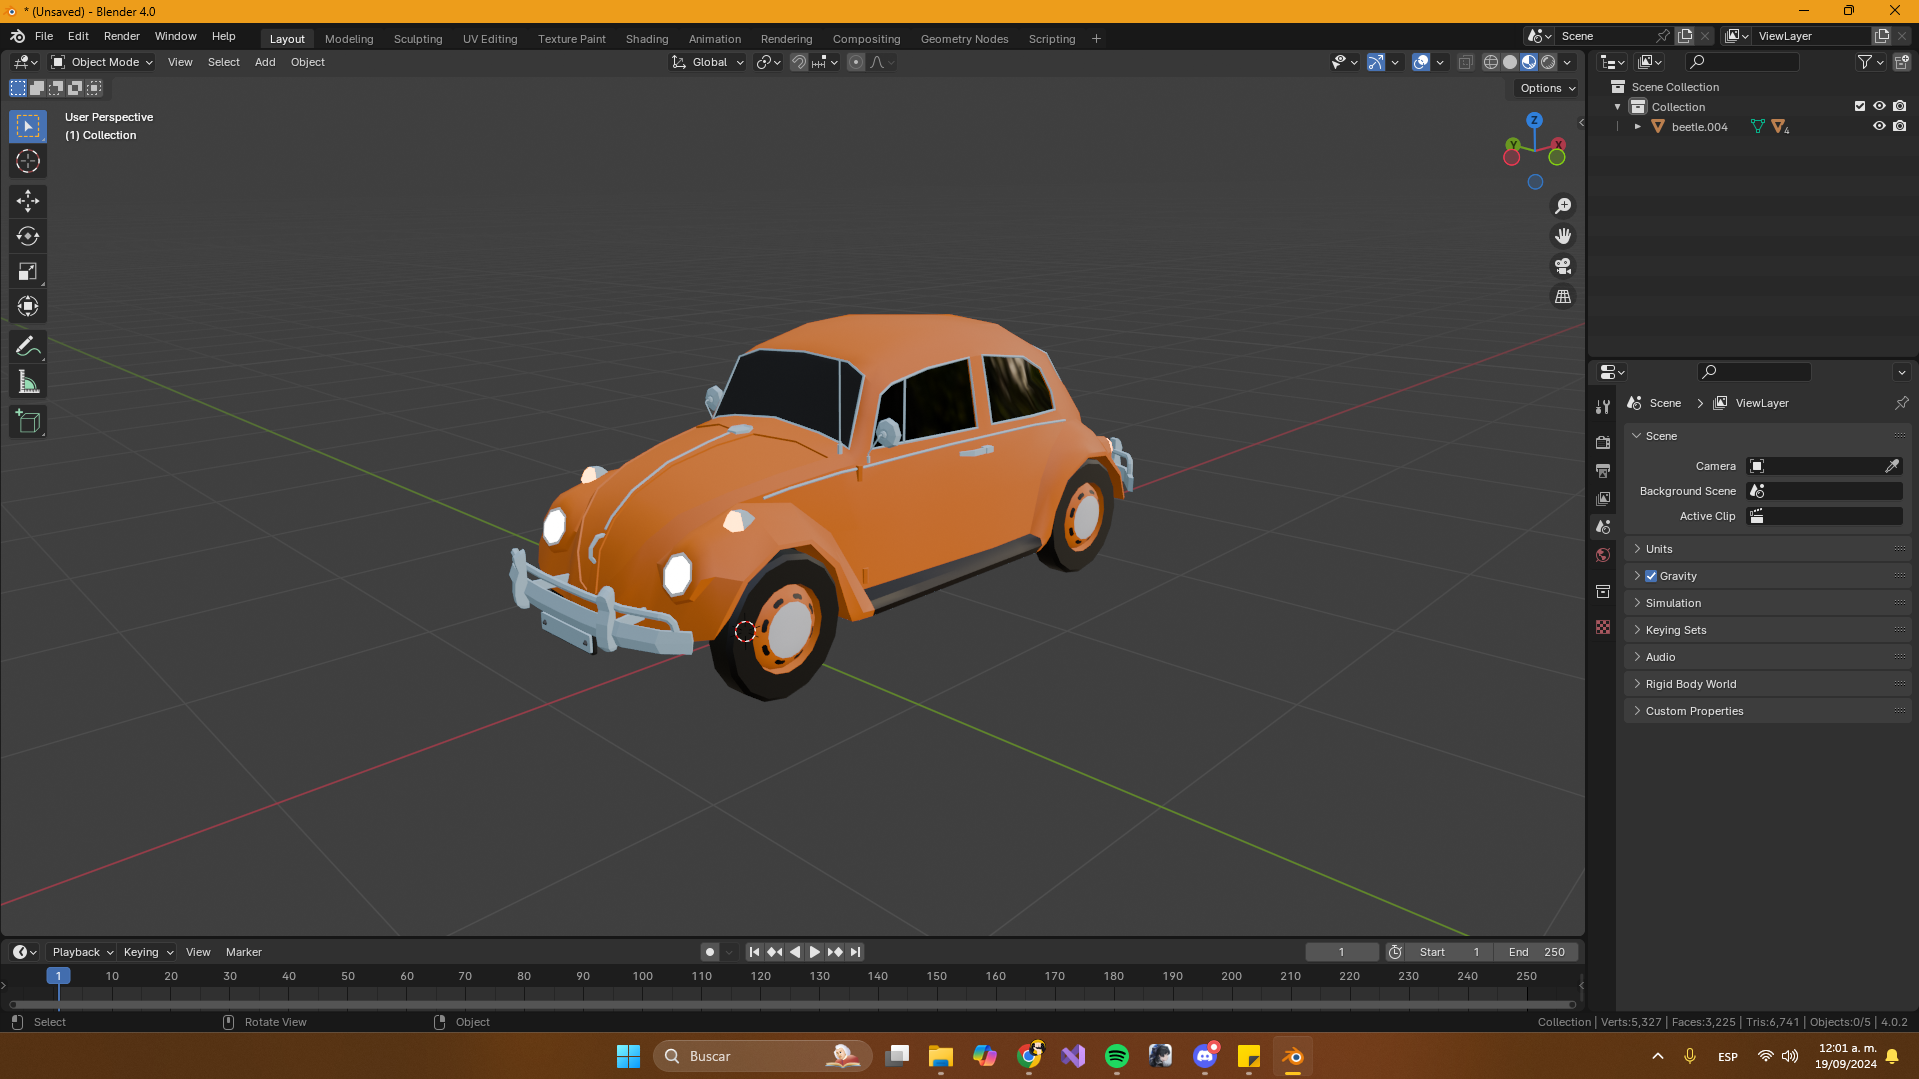 * (Unsaved) - Blender 4.0
File Edit Render Window Help
Layout Modeling Sculpting UV Editing Texture Paint Shading Animation Rendering Compositing Geometry Nodes Scripting +
Scene
ViewLayer
Object Mode View Select Add Object
Global
Options
User Perspective
(1) Collection
Z
Y
X
Scene Collection
Collection
beetle.004
4
Scene > ViewLayer
Scene
Camera
Background Scene
Active Clip
Units
Gravity
Simulation
Keying Sets
Audio
Rigid Body World
Custom Properties
Playback Keying View Marker
1
Start 1
End 250
1 10 20 30 40 50 60 70 80 90 100 110 120 130 140 150 160 170 180 190 200 210 220 230 240 250
Select
Rotate View
Object
Collection | Verts:5,327 | Faces:3,225 | Tris:6,741 | Objects:0/5 | 4.0.2
Buscar
ESP
12:01 a. m.
19/09/2024